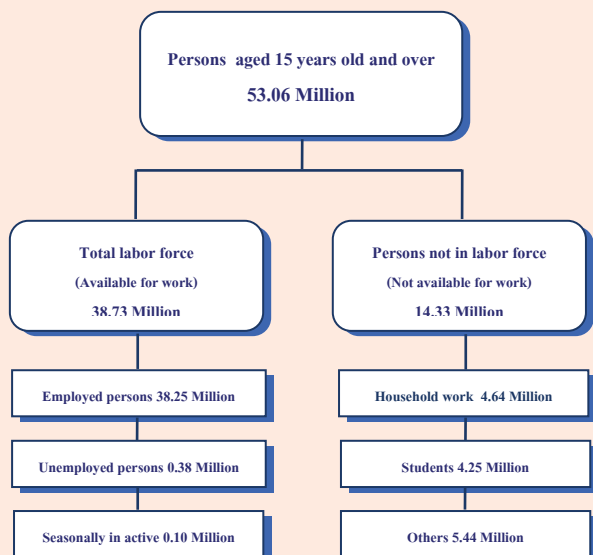 Persons aged 15 years old and over
53.06 Million
Total labor force
(Available for work)
38.73 Million
Persons not in labor force
(Not available for work)
14.33 Million
Employed persons 38.25 Million
Household work 4.64 Million
Unemployed persons 0.38 Million
Students 4.25 Million
Seasonally in active 0.10 Million
Others 5.44 Million